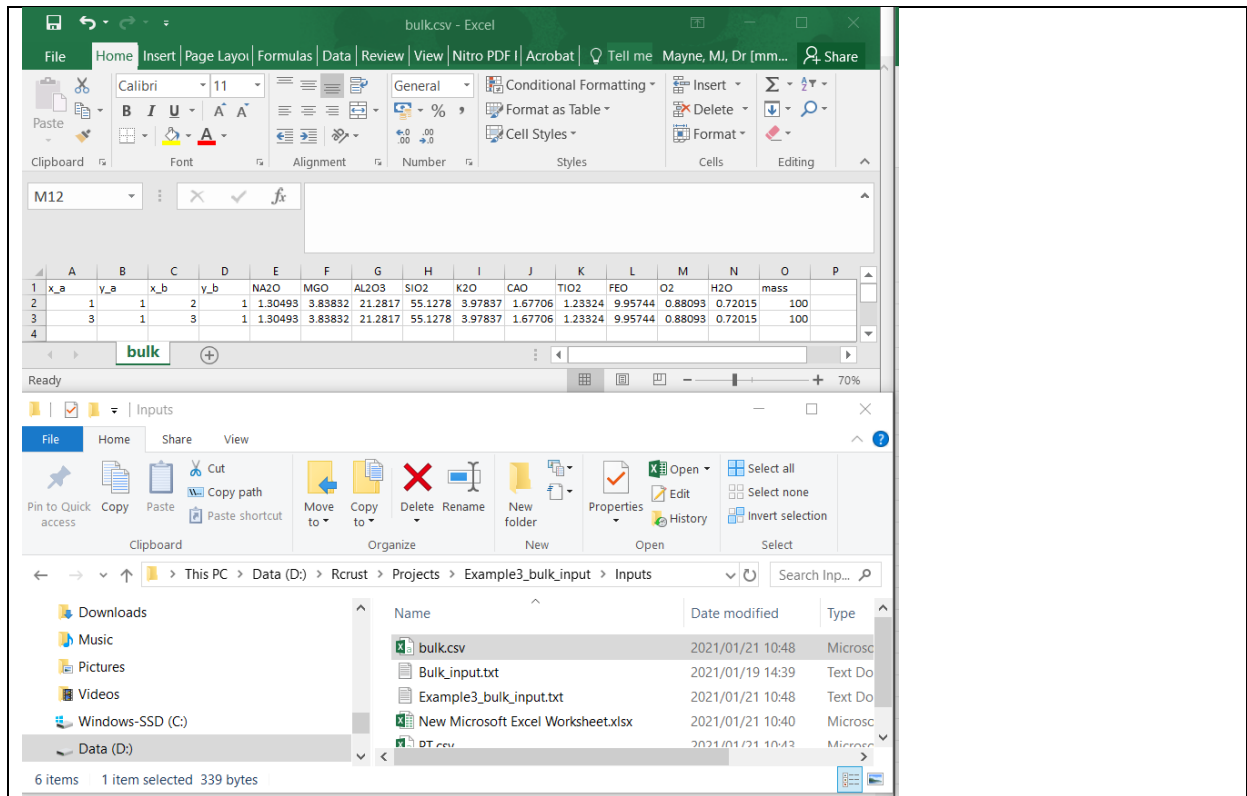 bulk.csv - Excel
File Home Insert Page Layou Formulas Data Review View Nitro PDF I Acrobat Tell me Mayne, MJ, Dr [mm... Share
Calibri 11 General Conditional Formatting Insert
Paste B I U A A % Format as Table Delete
A Cell Styles Format
Clipboard Font Alignment Number Styles Cells Editing
M12 fx
A B C D E F G H I J K L M N O P
1 x_a y_a x_b y_b NA2O MGO AL2O3 SIO2 K2O CAO TIO2 FEO O2 H2O mass
2 1 1 2 1 1.30493 3.83832 21.2817 55.1278 3.97837 1.67706 1.23324 9.95744 0.88093 0.72015 100
3 3 1 3 1 1.30493 3.83832 21.2817 55.1278 3.97837 1.67706 1.23324 9.95744 0.88093 0.72015 100
4
bulk
Ready 70%
Inputs
File Home Share View
Pin to Quick access Copy Paste Cut Copy path Paste shortcut Move to Copy to Delete Rename New folder Properties Open Edit History Select all Select none Invert selection
Clipboard Organize New Open Select
This PC > Data (D:) > Rcrust > Projects > Example3_bulk_input > Inputs Search Inp...
Downloads Name Date modified Type
Music bulk.csv 2021/01/21 10:48 Microsc
Pictures Bulk_input.txt 2021/01/19 14:39 Text Do
Videos Example3_bulk_input.txt 2021/01/21 10:48 Text Do
Windows-SSD (C:) New Microsoft Excel Worksheet.xlsx 2021/01/21 10:40 Microsc
Data (D:) PT.csv 2021/01/21 10:43 Microsc
6 items 1 item selected 339 bytes